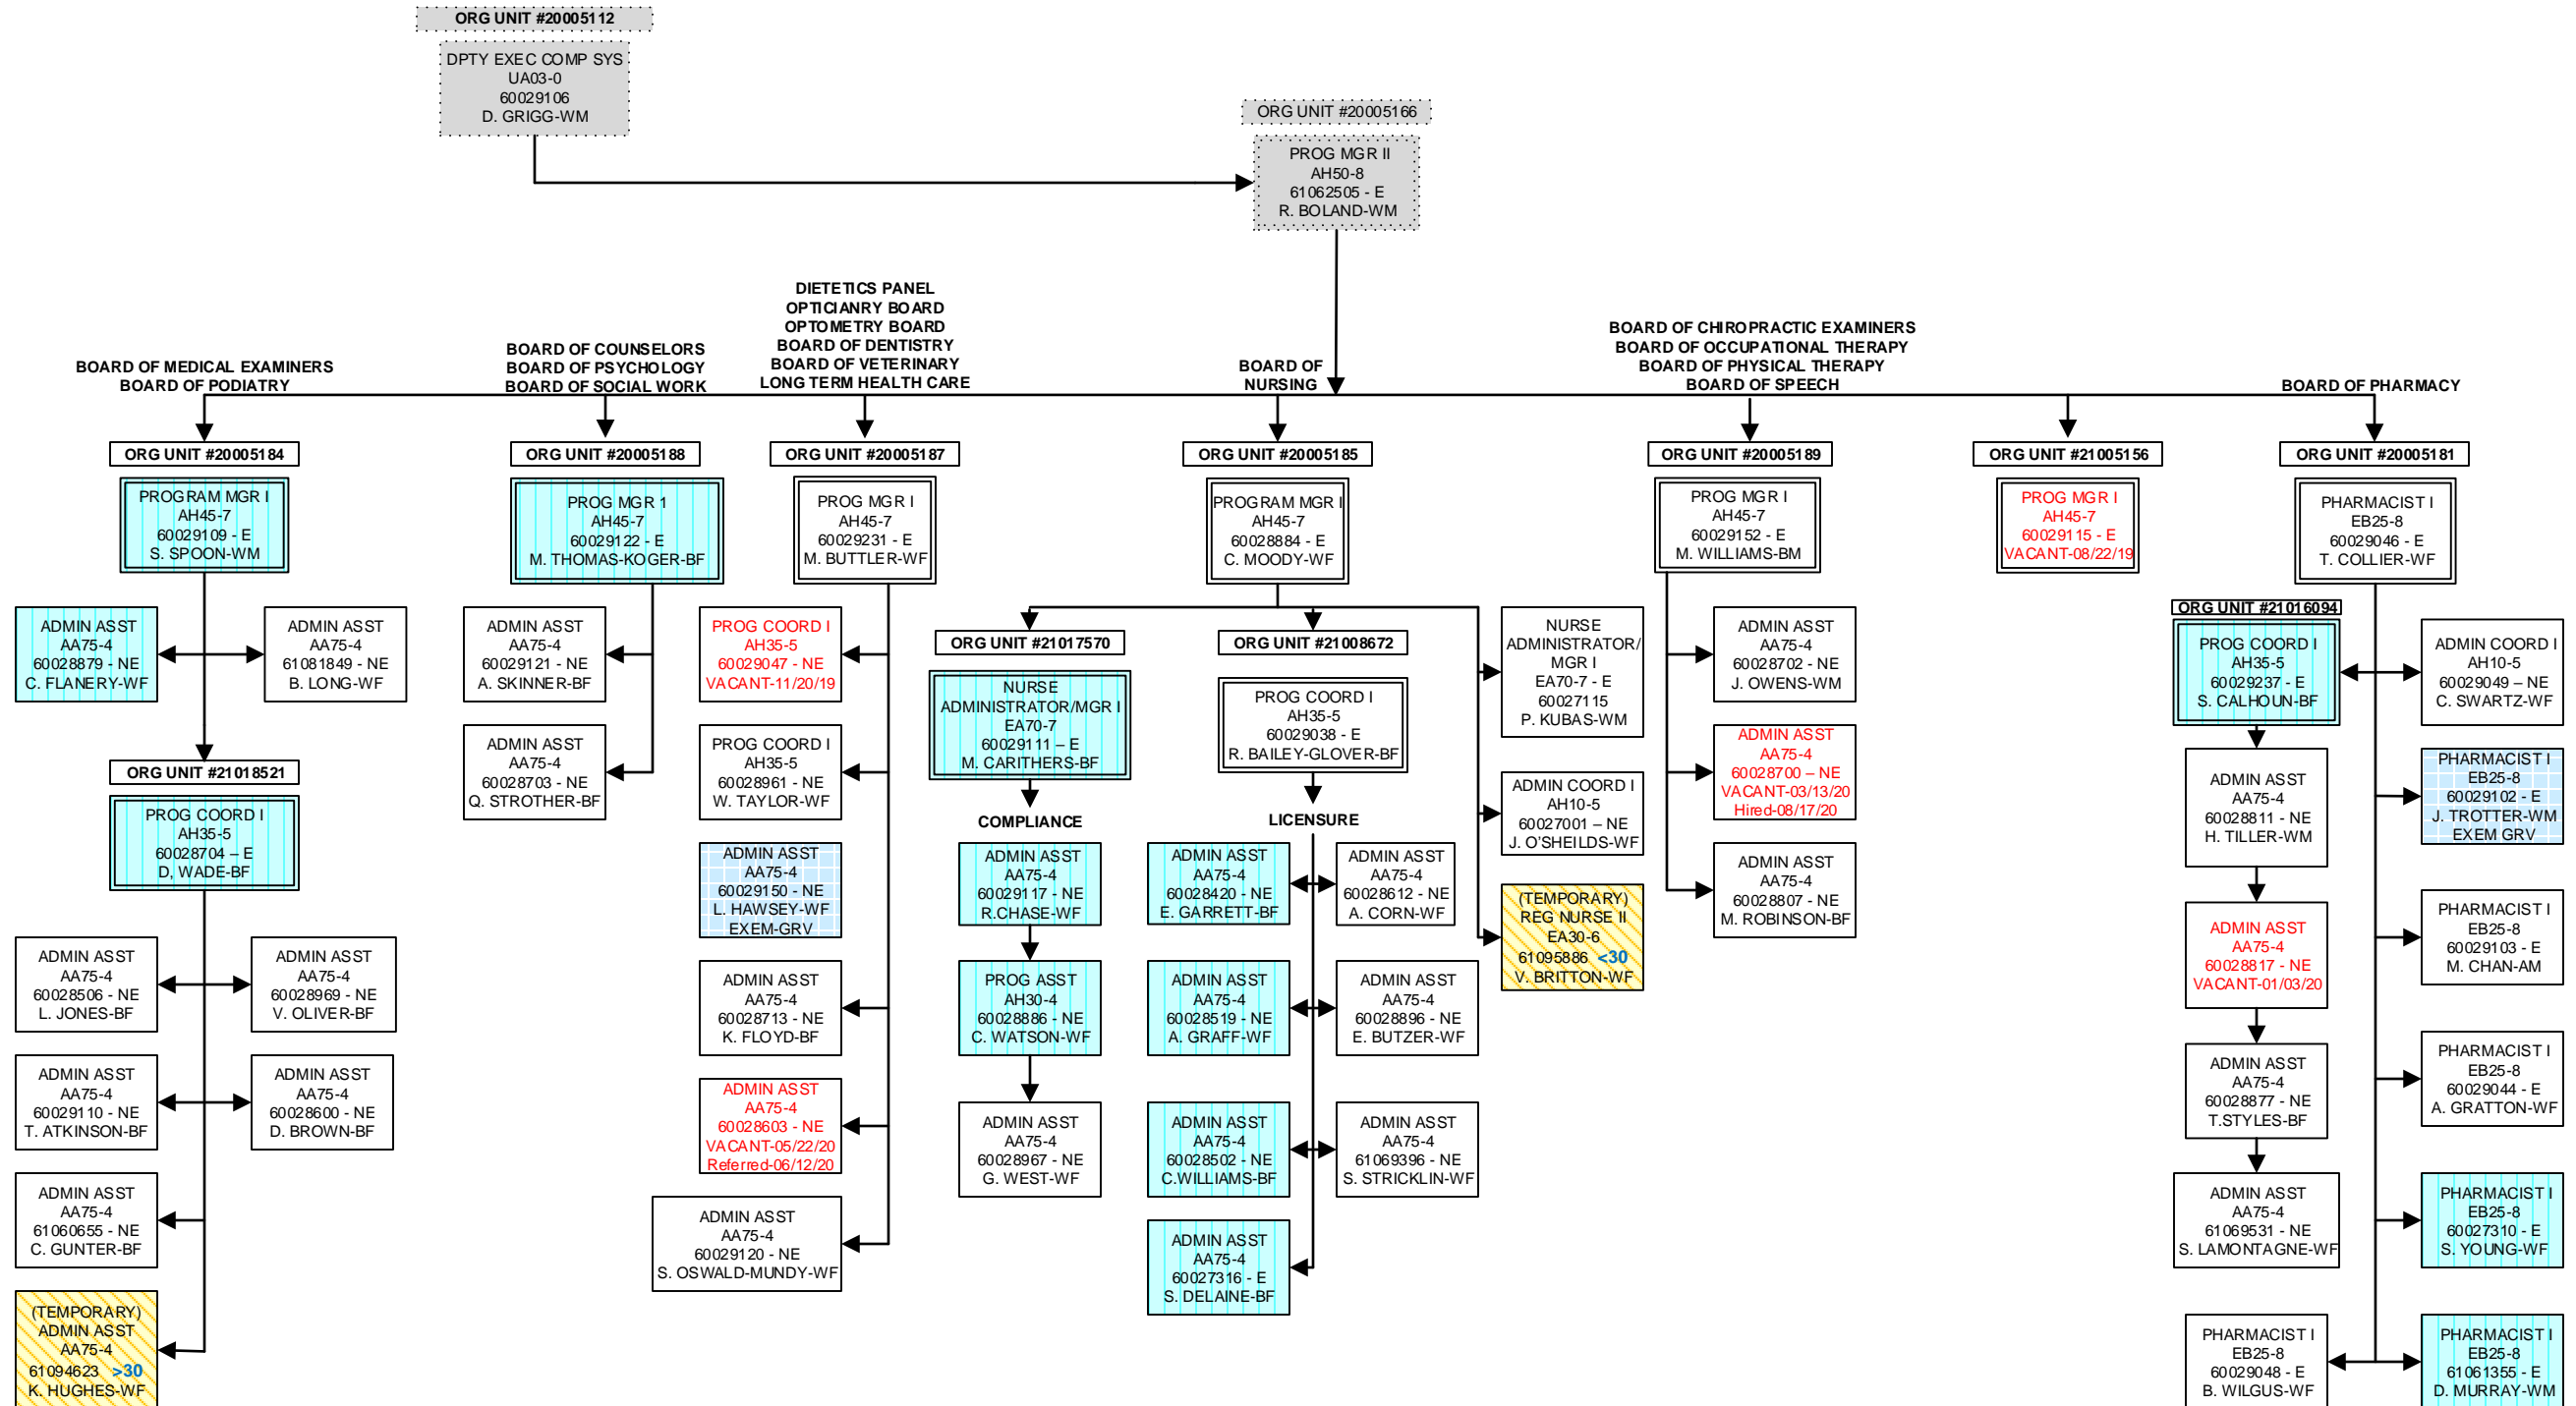 ORG UNIT #20005112
DPTY EXEC COMP SYS
UA03-0
60029106
D. GRIGG-WM
ORG UNIT #20005166
PROG MGR II
AH50-8
61062505 - E
R. BOLAND-WM
BOARD OF MEDICAL EXAMINERS
BOARD OF PODIATRY
BOARD OF COUNSELORS
BOARD OF PSYCHOLOGY
BOARD OF SOCIAL WORK
DIETETICS PANEL
OPTICIANRY BOARD
OPTOMETRY BOARD
BOARD OF DENTISTRY
BOARD OF VETERINARY
LONG TERM HEALTH CARE
BOARD OF
NURSING
BOARD OF CHIROPRACTIC EXAMINERS
BOARD OF OCCUPATIONAL THERAPY
BOARD OF PHYSICAL THERAPY
BOARD OF SPEECH
BOARD OF PHARMACY
ORG UNIT #20005184
PROGRAM MGR I
AH45-7
60029109 - E
S. SPOON-WM
ADMIN ASST
AA75-4
60028879 - NE
C. FLANERY-WF
ADMIN ASST
AA75-4
61081849 - NE
B. LONG-WF
ORG UNIT #21018521
PROG COORD I
AH35-5
60028704 – E
D, WADE-BF
ADMIN ASST
AA75-4
60028506 - NE
L. JONES-BF
ADMIN ASST
AA75-4
60028969 - NE
V. OLIVER-BF
ADMIN ASST
AA75-4
60029110 - NE
T. ATKINSON-BF
ADMIN ASST
AA75-4
60028600 - NE
D. BROWN-BF
ADMIN ASST
AA75-4
61060655 - NE
C. GUNTER-BF
(TEMPORARY)
ADMIN ASST
AA75-4
61094623 >30
K. HUGHES-WF
ORG UNIT #20005188
PROG MGR 1
AH45-7
60029122 - E
M. THOMAS-KOGER-BF
ADMIN ASST
AA75-4
60029121 - NE
A. SKINNER-BF
ADMIN ASST
AA75-4
60028703 - NE
Q. STROTHER-BF
ORG UNIT #20005187
PROG MGR I
AH45-7
60029231 - E
M. BUTTLER-WF
PROG COORD I
AH35-5
60029047 - NE
VACANT-11/20/19
PROG COORD I
AH35-5
60028961 - NE
W. TAYLOR-WF
ADMIN ASST
AA75-4
60029150 - NE
L. HAWSEY-WF
EXEM-GRV
ADMIN ASST
AA75-4
60028713 - NE
K. FLOYD-BF
ADMIN ASST
AA75-4
60028603 - NE
VACANT-05/22/20
Referred-06/12/20
ADMIN ASST
AA75-4
60029120 - NE
S. OSWALD-MUNDY-WF
ORG UNIT #20005185
PROGRAM MGR I
AH45-7
60028884 - E
C. MOODY-WF
ORG UNIT #21017570
NURSE
ADMINISTRATOR/MGR I
EA70-7
60029111 – E
M. CARITHERS-BF
COMPLIANCE
ADMIN ASST
AA75-4
60029117 - NE
R.CHASE-WF
PROG ASST
AH30-4
60028886 - NE
C. WATSON-WF
ADMIN ASST
AA75-4
60028967 - NE
G. WEST-WF
ORG UNIT #21008672
PROG COORD I
AH35-5
60029038 - E
R. BAILEY-GLOVER-BF
LICENSURE
ADMIN ASST
AA75-4
60028420 - NE
E. GARRETT-BF
ADMIN ASST
AA75-4
60028612 - NE
A. CORN-WF
ADMIN ASST
AA75-4
60028519 - NE
A. GRAFF-WF
ADMIN ASST
AA75-4
60028896 - NE
E. BUTZER-WF
ADMIN ASST
AA75-4
60028502 - NE
C.WILLIAMS-BF
ADMIN ASST
AA75-4
61069396 - NE
S. STRICKLIN-WF
ADMIN ASST
AA75-4
60027316 - E
S. DELAINE-BF
NURSE
ADMINISTRATOR/
MGR I
EA70-7 - E
60027115
P. KUBAS-WM
ADMIN COORD I
AH10-5
60027001 – NE
J. O'SHEILDS-WF
(TEMPORARY)
REG NURSE II
EA30-6
61095886 <30
V. BRITTON-WF
ORG UNIT #20005189
PROG MGR I
AH45-7
60029152 - E
M. WILLIAMS-BM
ADMIN ASST
AA75-4
60028702 - NE
J. OWENS-WM
ADMIN ASST
AA75-4
60028700 – NE
VACANT-03/13/20
Hired-08/17/20
ADMIN ASST
AA75-4
60028807 - NE
M. ROBINSON-BF
ORG UNIT #21005156
PROG MGR I
AH45-7
60029115 - E
VACANT-08/22/19
ORG UNIT #20005181
PHARMACIST I
EB25-8
60029046 - E
T. COLLIER-WF
ORG UNIT #21016094
PROG COORD I
AH35-5
60029237 - E
S. CALHOUN-BF
ADMIN COORD I
AH10-5
60029049 – NE
C. SWARTZ-WF
ADMIN ASST
AA75-4
60028811 - NE
H. TILLER-WM
PHARMACIST I
EB25-8
60029102 - E
J. TROTTER-WM
EXEM GRV
ADMIN ASST
AA75-4
60028817 - NE
VACANT-01/03/20
PHARMACIST I
EB25-8
60029103 - E
M. CHAN-AM
ADMIN ASST
AA75-4
60028877 - NE
T.STYLES-BF
PHARMACIST I
EB25-8
60029044 - E
A. GRATTON-WF
ADMIN ASST
AA75-4
61069531 - NE
S. LAMONTAGNE-WF
PHARMACIST I
EB25-8
60027310 - E
S. YOUNG-WF
PHARMACIST I
EB25-8
60029048 - E
B. WILGUS-WF
PHARMACIST I
EB25-8
61061355 - E
D. MURRAY-WM